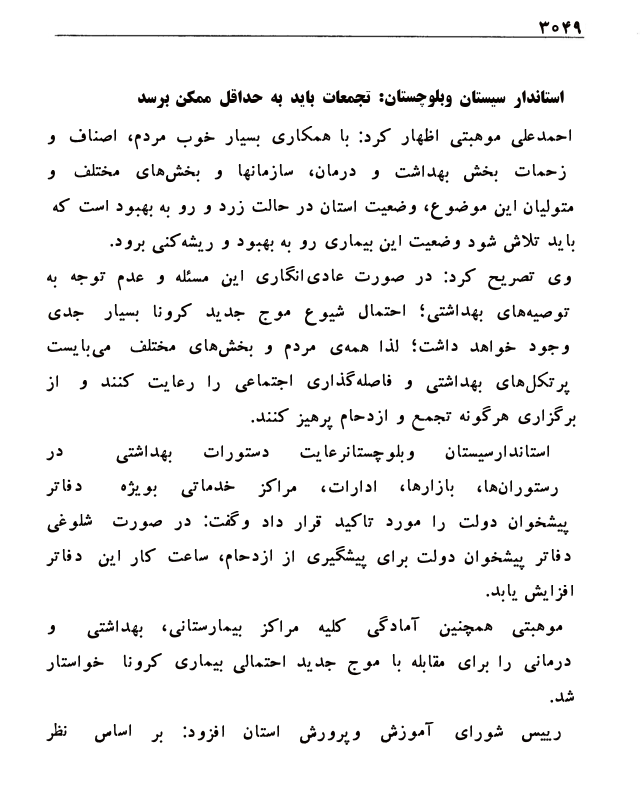 ۳۰۴۹
استاندار سیستان وبلوچستان: تجمعات باید به حداقل ممکن برسد
احمدعلی موهبتی اظهار کرد: با همکاری بسیار خوب مردم، اصناف و
زحمات بخش بهداشت و درمان، سازمانها و بخش‌های مختلف و
متولیان این موضوع، وضعیت استان در حالت زرد و رو به بهبود است که
باید تلاش شود وضعیت این بیماری رو به بهبود و ریشه‌کنی برود.
وی تصریح کرد: در صورت عادی‌انگاری این مسئله و عدم توجه به
توصیه‌های بهداشتی؛ احتمال شیوع موج جدید کرونا بسیار جدی
وجود خواهد داشت؛ لذا همه‌ی مردم و بخش‌های مختلف می‌بایست
پرتکل‌های بهداشتی و فاصله‌گذاری اجتماعی را رعایت کنند و از
برگزاری هرگونه تجمع و ازدحام پرهیز کنند.
استاندارسیستان وبلوچستانرعایت دستورات بهداشتی در
رستوران‌ها، بازارها، ادارات، مراکز خدماتی بویژه دفاتر
پیشخوان دولت را مورد تاکید قرار داد وگفت: در صورت شلوغی
دفاتر پیشخوان دولت برای پیشگیری از ازدحام، ساعت کار این دفاتر
افزایش یابد.
موهبتی همچنین آمادگی کلیه مراکز بیمارستانی، بهداشتی و
درمانی را برای مقابله با موج جدید احتمالی بیماری کرونا خواستار
شد.
رییس شورای آموزش وپرورش استان افزود: بر اساس نظر